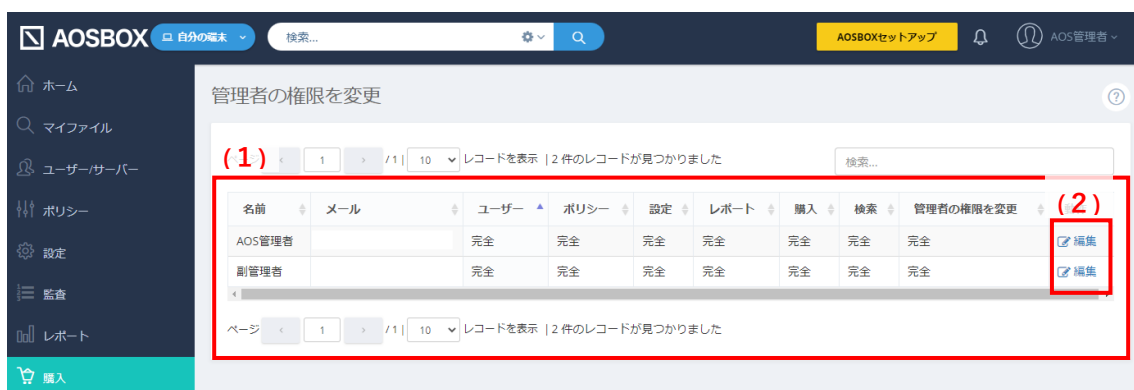 AOSBOX 自分の端末 検索... AOSBOXセットアップ AOS管理者
ホーム
マイファイル
ユーザー/サーバー
ポリシー
設定
監査
レポート
購入
管理者の権限を変更
(1) 1 / 1 | 10 レコードを表示 | 2 件のレコードが見つかりました 検索...
名前 メール ユーザー ポリシー 設定 レポート 購入 検索 管理者の権限を変更 (2)
AOS管理者 完全 完全 完全 完全 完全 完全 完全 編集
副管理者 完全 完全 完全 完全 完全 完全 完全 編集
ページ 1 / 1 | 10 レコードを表示 | 2 件のレコードが見つかりました